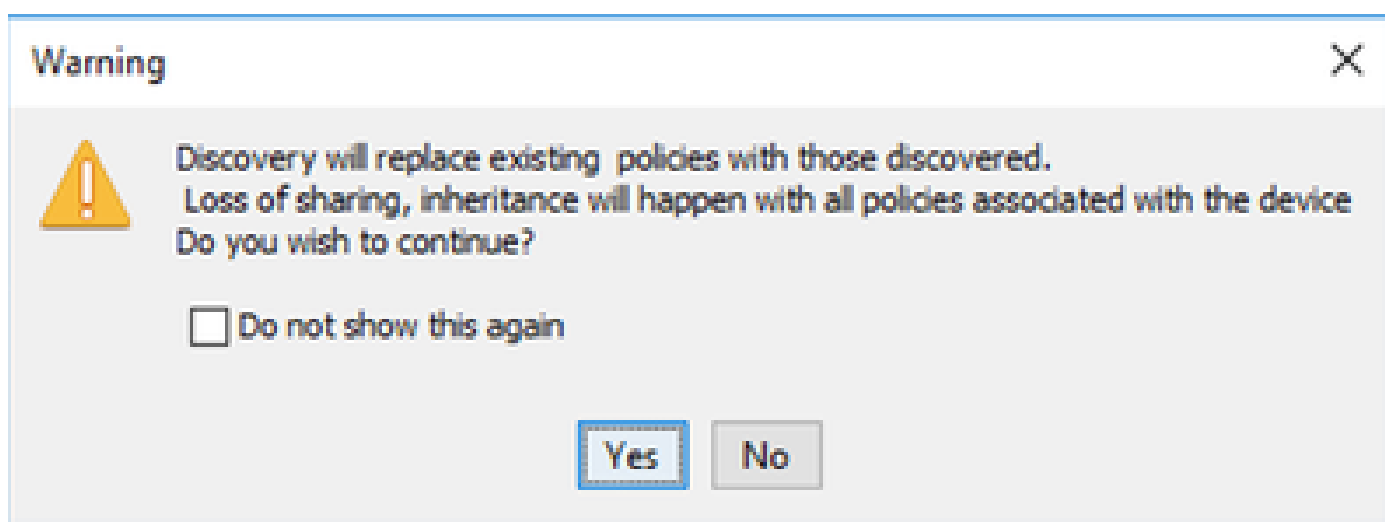 Warning
Discovery will replace existing policies with those discovered.
Loss of sharing, inheritance will happen with all policies associated with the device
Do you wish to continue?
Do not show this again
Yes No